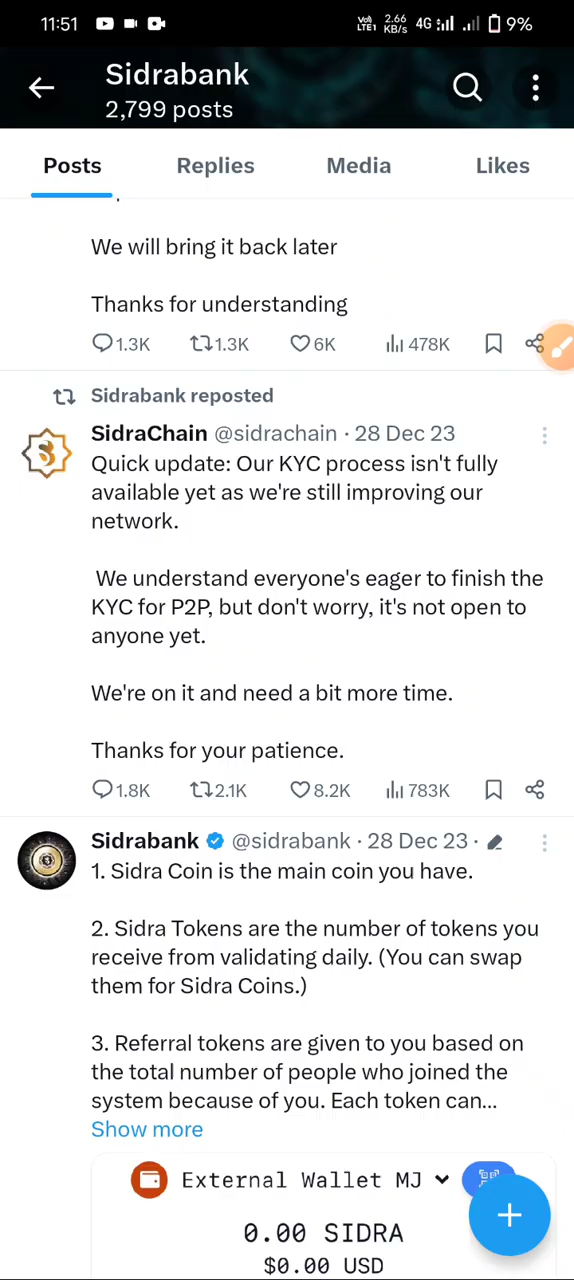 11:51
Vo) LTE1 2.66 KB/s 4G 9%
Sidrabank
2,799 posts
Posts Replies Media Likes
We will bring it back later
Thanks for understanding
1.3K 1.3K 6K 478K
Sidrabank reposted
SidraChain @sidrachain · 28 Dec 23
Quick update: Our KYC process isn't fully
available yet as we're still improving our
network.
We understand everyone's eager to finish the
KYC for P2P, but don't worry, it's not open to
anyone yet.
We're on it and need a bit more time.
Thanks for your patience.
1.8K 2.1K 8.2K 783K
Sidrabank @sidrabank · 28 Dec 23 ·
1. Sidra Coin is the main coin you have.
2. Sidra Tokens are the number of tokens you
receive from validating daily. (You can swap
them for Sidra Coins.)
3. Referral tokens are given to you based on
the total number of people who joined the
system because of you. Each token can...
Show more
External Wallet MJ
0.00 SIDRA
$0.00 USD